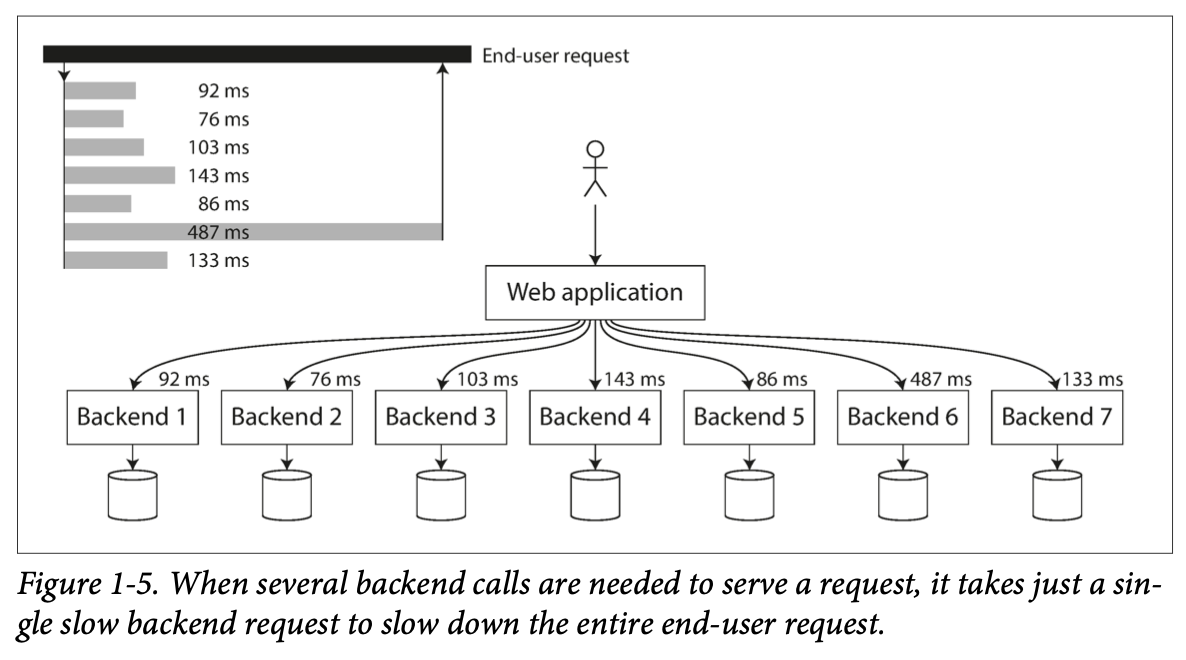 End-user request
92 ms
76 ms
103 ms
143 ms
86 ms
487 ms
133 ms
Web application
92 ms 76 ms 103 ms 143 ms 86 ms 487 ms 133 ms
Backend 1 Backend 2 Backend 3 Backend 4 Backend 5 Backend 6 Backend 7
Figure 1-5. When several backend calls are needed to serve a request, it takes just a sin-
gle slow backend request to slow down the entire end-user request.